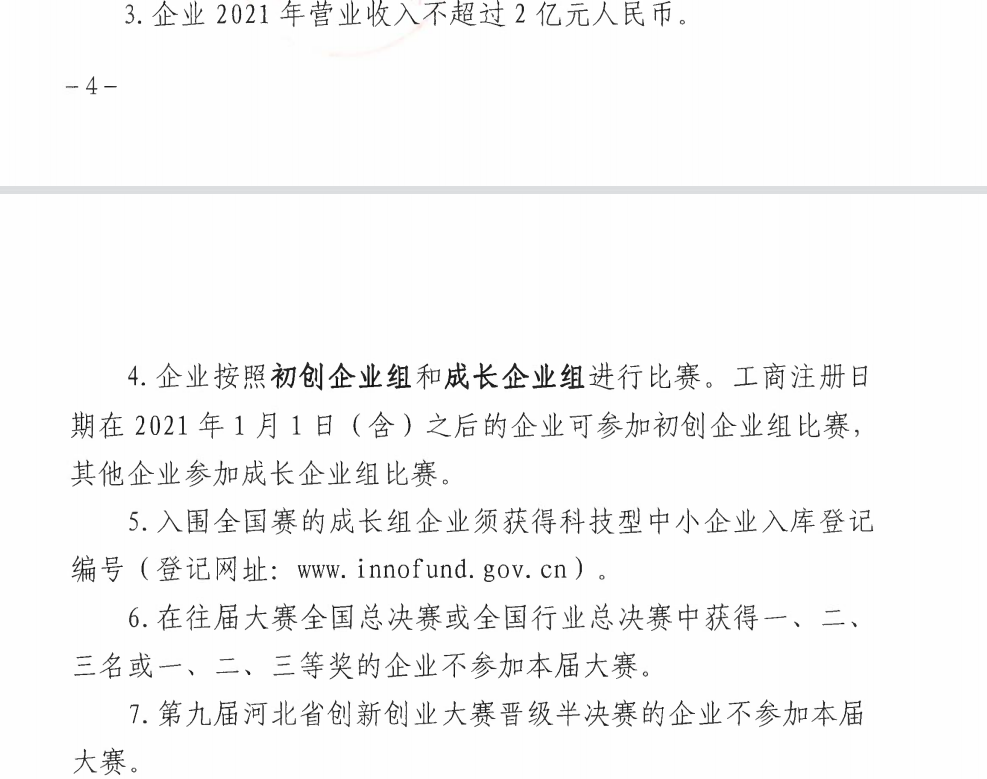 3. 企业 2021 年营业收入不超过 2 亿元人民币。
－4－
4. 企业按照初创企业组和成长企业组进行比赛。工商注册日
期在 2021 年 1 月 1 日（含）之后的企业可参加初创企业组比赛，
其他企业参加成长企业组比赛。
5. 入围全国赛的成长组企业须获得科技型中小企业入库登记
编号（登记网址：www.innofund.gov.cn）。
6. 在往届大赛全国总决赛或全国行业总决赛中获得一、二、
三名或一、二、三等奖的企业不参加本届大赛。
7. 第九届河北省创新创业大赛晋级半决赛的企业不参加本届
大赛。